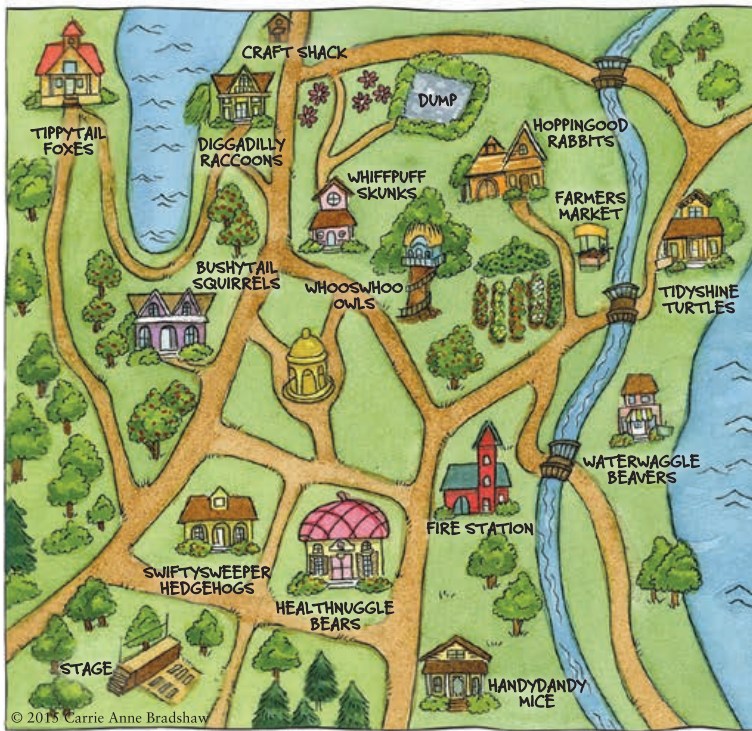 CRAFT SHACK
TIPPYTAIL
FOXES
DIGGADILLY
RACCOONS
DUMP
HOPPINGOOD
RABBITS
WHIFFPUFF
SKUNKS
FARMERS
MARKET
BUSHYTAIL
SQUIRRELS
WHOOSWHOO
OWLS
TIDYSHINE
TURTLES
WATERWAGGLE
BEAVERS
FIRE STATION
SWIFTYSWEEPER
HEDGEHOGS
HEALTHNUGGLE
BEARS
STAGE
HANDYDANDY
MICE
© 2015 Carrie Anne Bradshaw